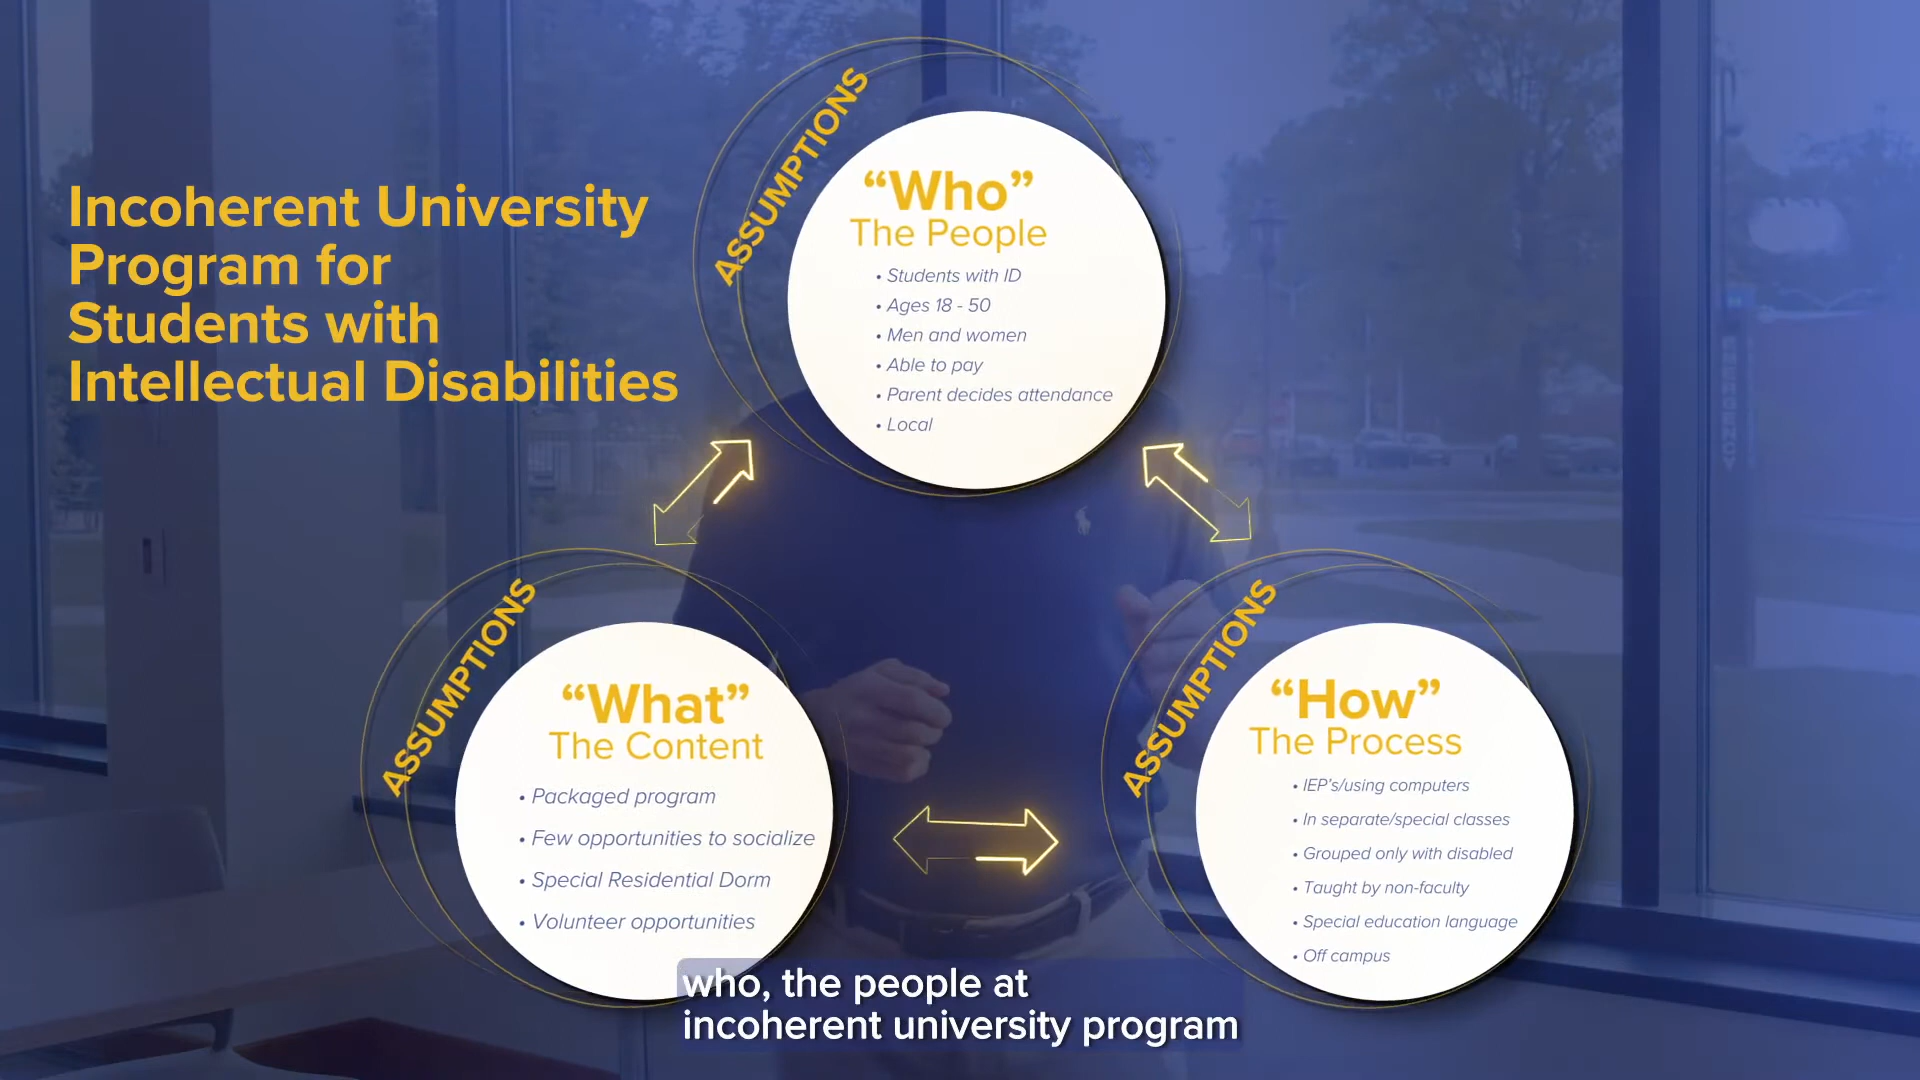 Incoherent University
Program for
Students with
Intellectual Disabilities
ASSUMPTIONS
“Who”
The People
• Students with ID
• Ages 18 - 50
• Men and women
• Able to pay
• Parent decides attendance
• Local
ASSUMPTIONS
“What”
The Content
• Packaged program
• Few opportunities to socialize
• Special Residential Dorm
• Volunteer opportunities
ASSUMPTIONS
“How”
The Process
• IEP's/using computers
• In separate/special classes
• Grouped only with disabled
• Taught by non-faculty
• Special education language
• Off campus
who, the people at
incoherent university program